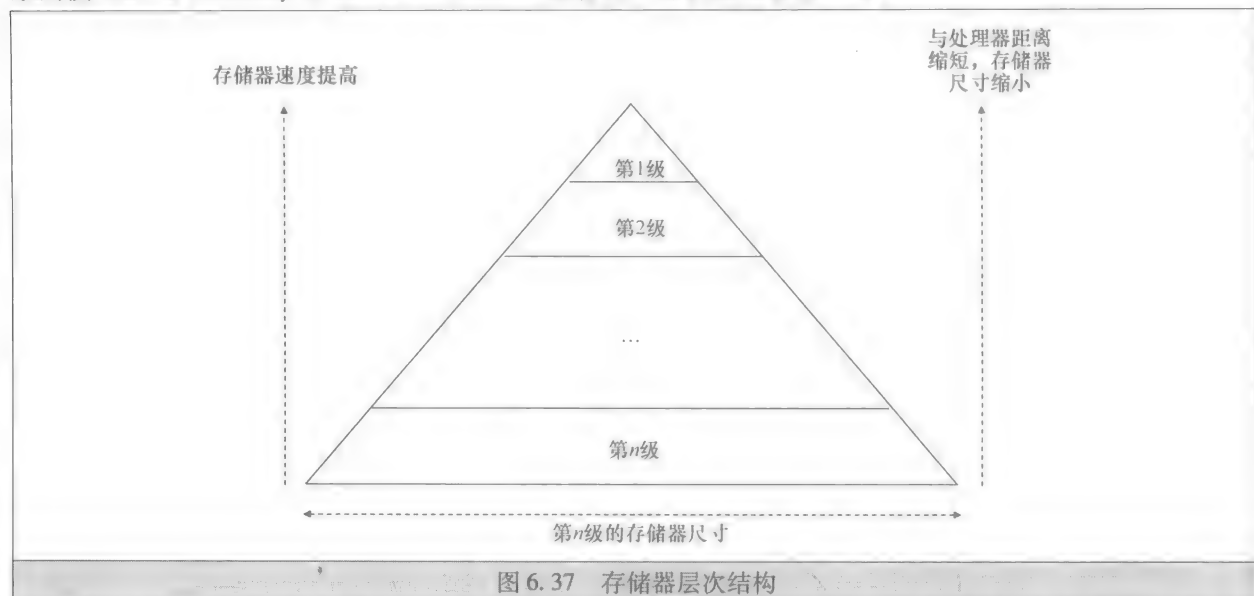 存储器速度提高
与处理器距离
缩短，存储器
尺寸缩小
第1级
第2级
…
第n级
第n级的存储器尺寸
图 6.37 存储器层次结构